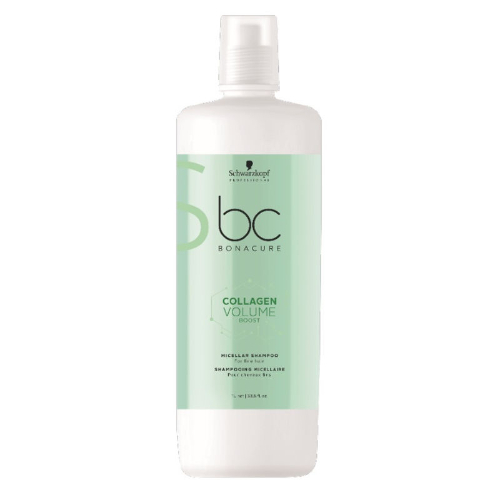 Schwarzkopf
PROFESSIONAL
bc
BONACURE
COLLAGEN
VOLUME
BOOST
MICELLAR SHAMPOO
For fine hair
SHAMPOOING MICELLAIRE
Pour cheveux fins